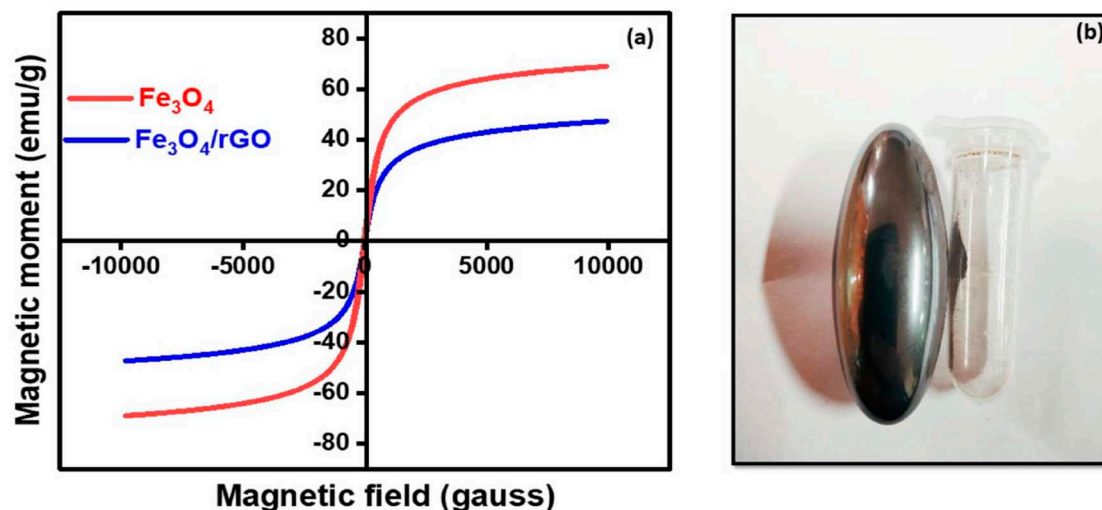 (a)
Fe₃O₄
Fe₃O₄/rGO
Magnetic moment (emu/g)
80
60
40
20
0
-20
-40
-60
-80
-10000
-5000
0
5000
10000
Magnetic field (gauss)
(b)